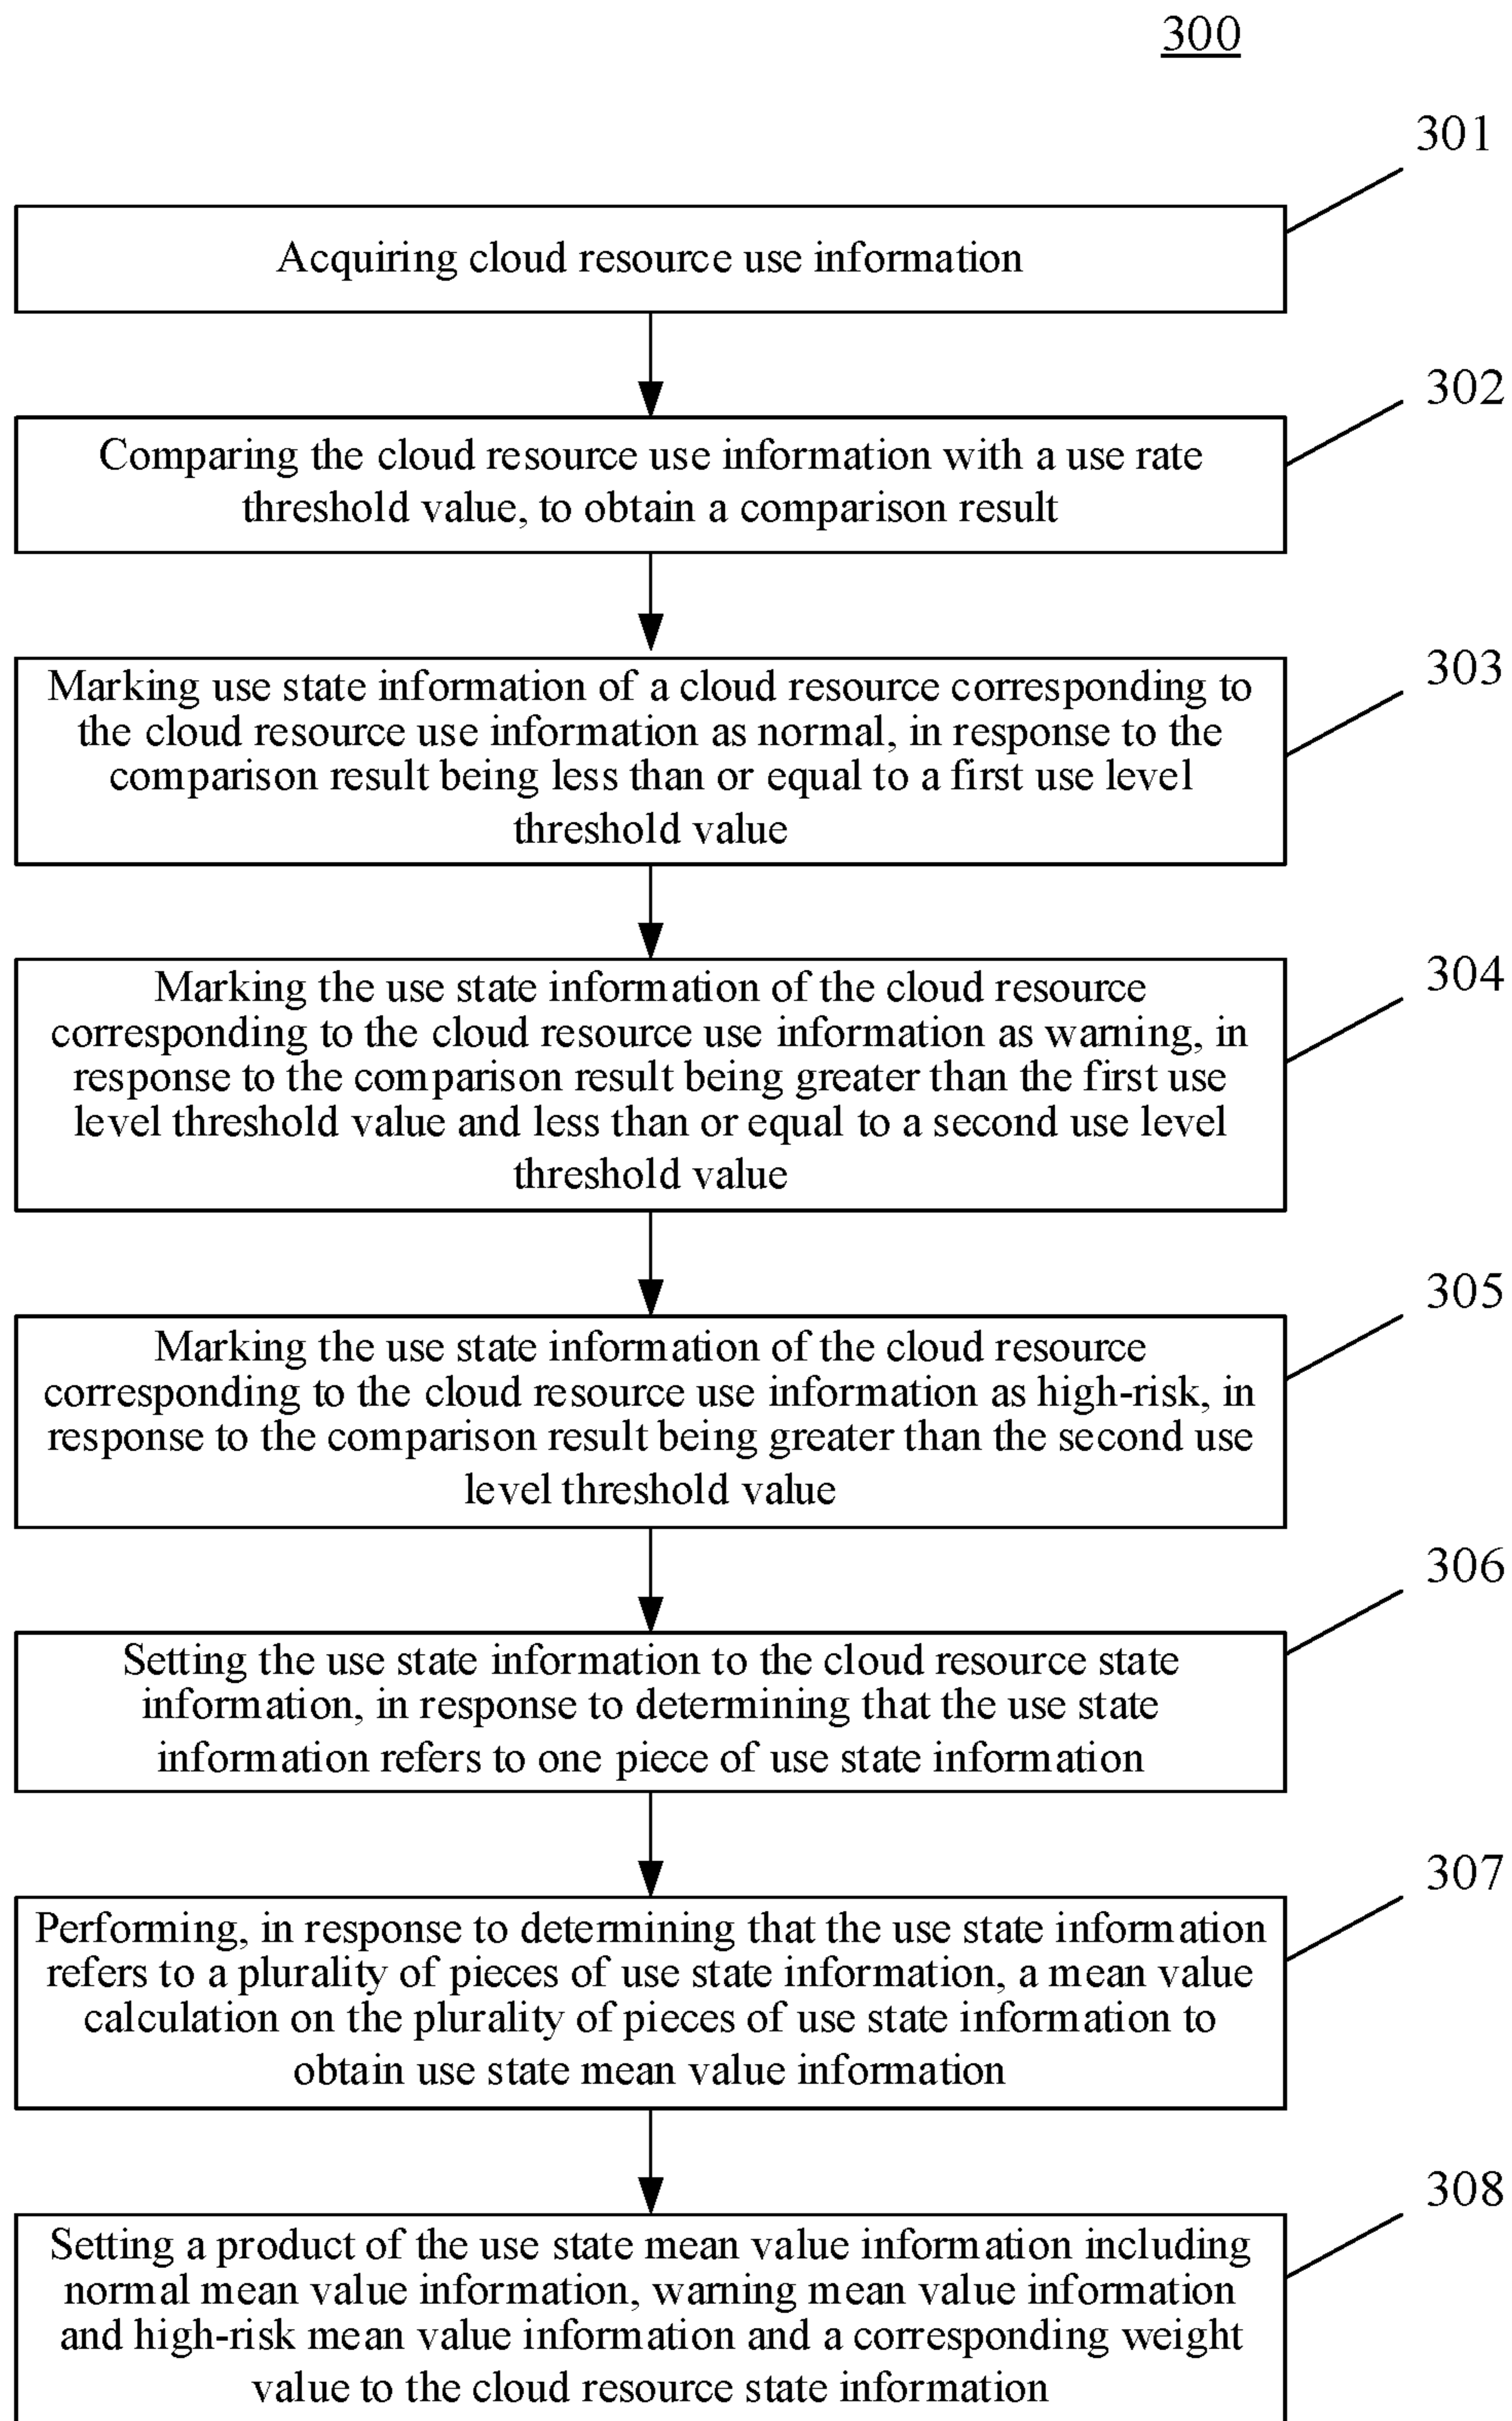 300
301
Acquiring cloud resource use information
302
Comparing the cloud resource use information with a use rate
threshold value, to obtain a comparison result
303
Marking use state information of a cloud resource corresponding to
the cloud resource use information as normal, in response to the
comparison result being less than or equal to a first use level
threshold value
304
Marking the use state information of the cloud resource
corresponding to the cloud resource use information as warning, in
response to the comparison result being greater than the first use
level threshold value and less than or equal to a second use level
threshold value
305
Marking the use state information of the cloud resource
corresponding to the cloud resource use information as high-risk, in
response to the comparison result being greater than the second use
level threshold value
306
Setting the use state information to the cloud resource state
information, in response to determining that the use state
information refers to one piece of use state information
307
Performing, in response to determining that the use state information
refers to a plurality of pieces of use state information, a mean value
calculation on the plurality of pieces of use state information to
obtain use state mean value information
308
Setting a product of the use state mean value information including
normal mean value information, warning mean value information
and high-risk mean value information and a corresponding weight
value to the cloud resource state information